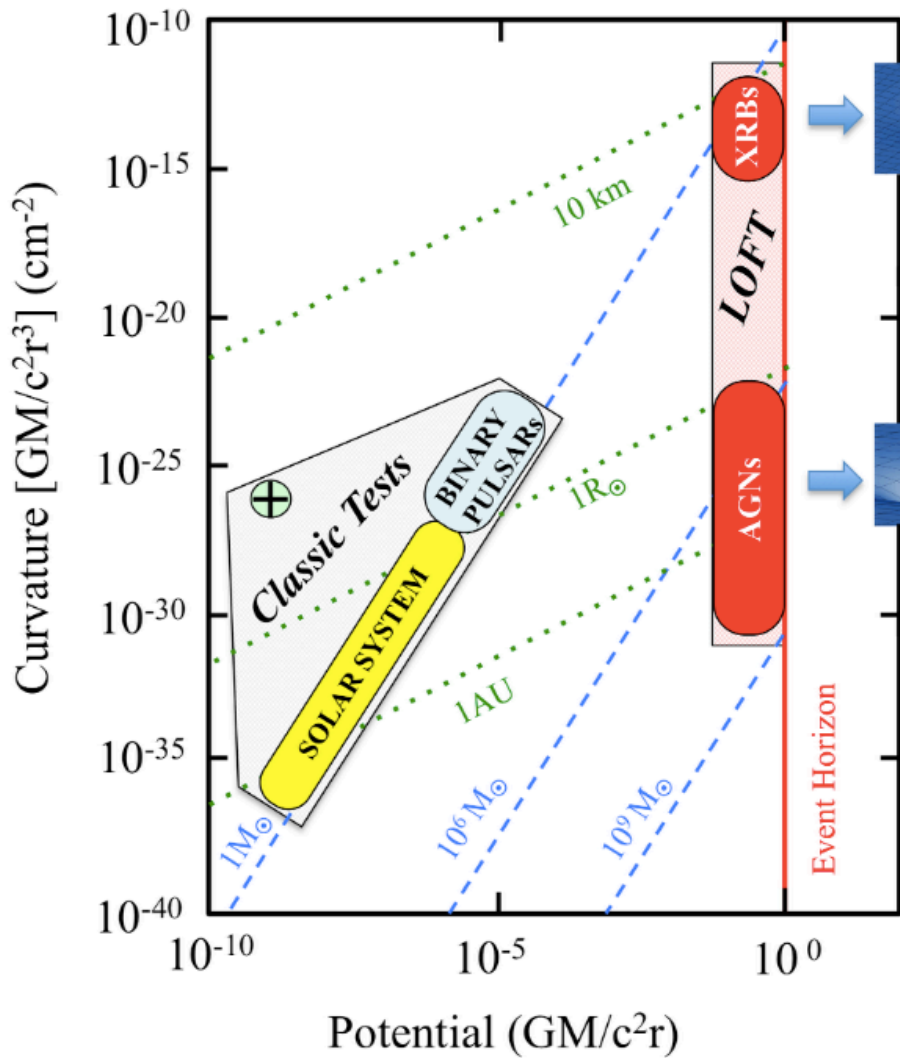 Curvature [GM/c²r³] (cm⁻²)
10⁻¹⁰
10⁻¹⁵
10⁻²⁰
10⁻²⁵
10⁻³⁰
10⁻³⁵
10⁻⁴⁰
XRBs
10 km
LOFT
BINARY
PULSARs
Classic Tests
1R☉
AGNs
SOLAR SYSTEM
1AU
1M☉
10⁶M☉
10⁹M☉
Event Horizon
10⁻¹⁰
10⁻⁵
10⁰
Potential (GM/c²r)